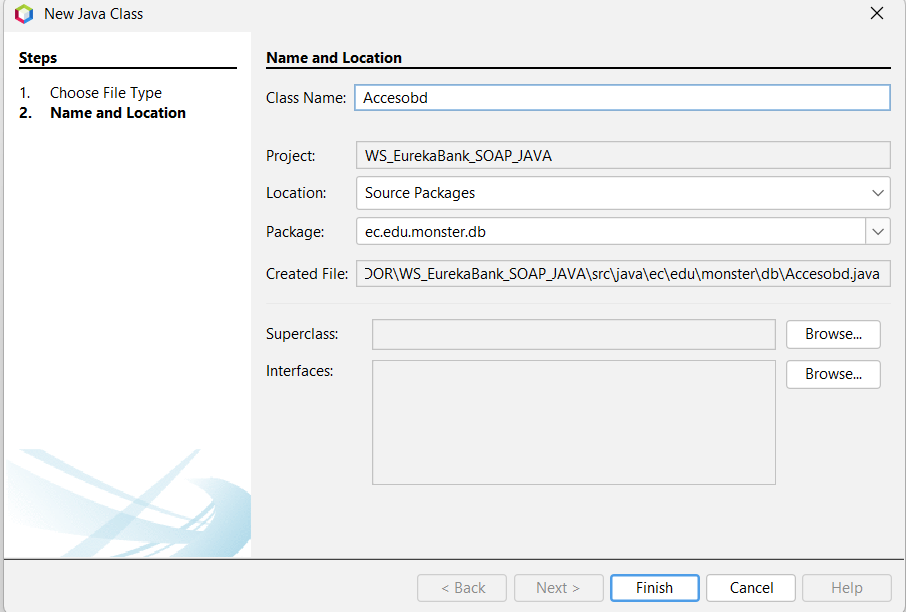 New Java Class
Steps
1. Choose File Type
2. Name and Location
Name and Location
Class Name: Accesobd
Project: WS_EurekaBank_SOAP_JAVA
Location: Source Packages
Package: ec.edu.monster.db
Created File: DOR\WS_EurekaBank_SOAP_JAVA\src\java\ec\edu\monster\db\Accesobd.java
Superclass: Browse...
Interfaces: Browse...
< Back Next > Finish Cancel Help